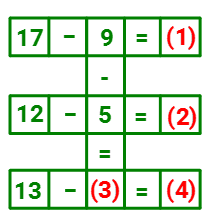 17 − 9 = (1)
-
12 − 5 = (2)
=
13 − (3) = (4)